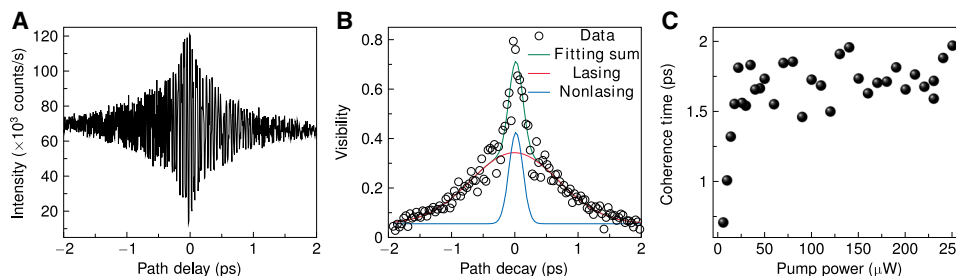 A
Intensity (×10³ counts/s)
120
100
80
60
40
20
−2
−1
0
1
2
Path delay (ps)
B
Visibility
0.8
0.6
0.4
0.2
0.0
−2
−1
0
1
2
Path decay (ps)
Data
Fitting sum
Lasing
Nonlasing
C
Coherence time (ps)
2
1.5
1
0
50
100
150
200
250
Pump power (μW)